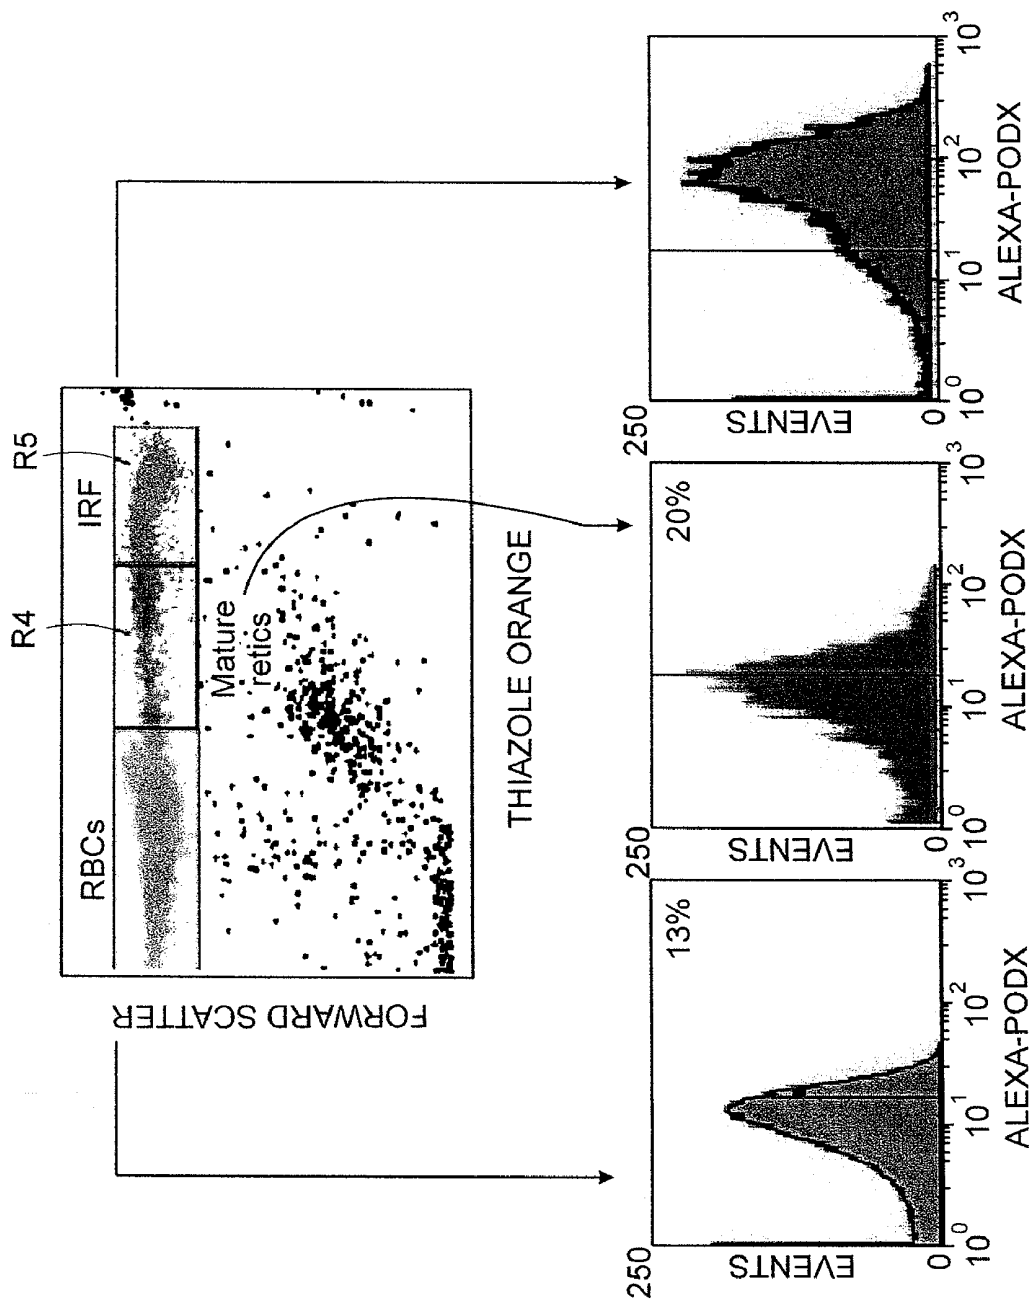 R4
R5
RBCs
IRF
Mature
retics
FORWARD SCATTER
THIAZOLE ORANGE
250
13%
EVENTS
0
10^0
10^1
10^2
10^3
ALEXA-PODX
250
20%
EVENTS
0
10^0
10^1
10^2
10^3
ALEXA-PODX
250
EVENTS
0
10^0
10^1
10^2
10^3
ALEXA-PODX